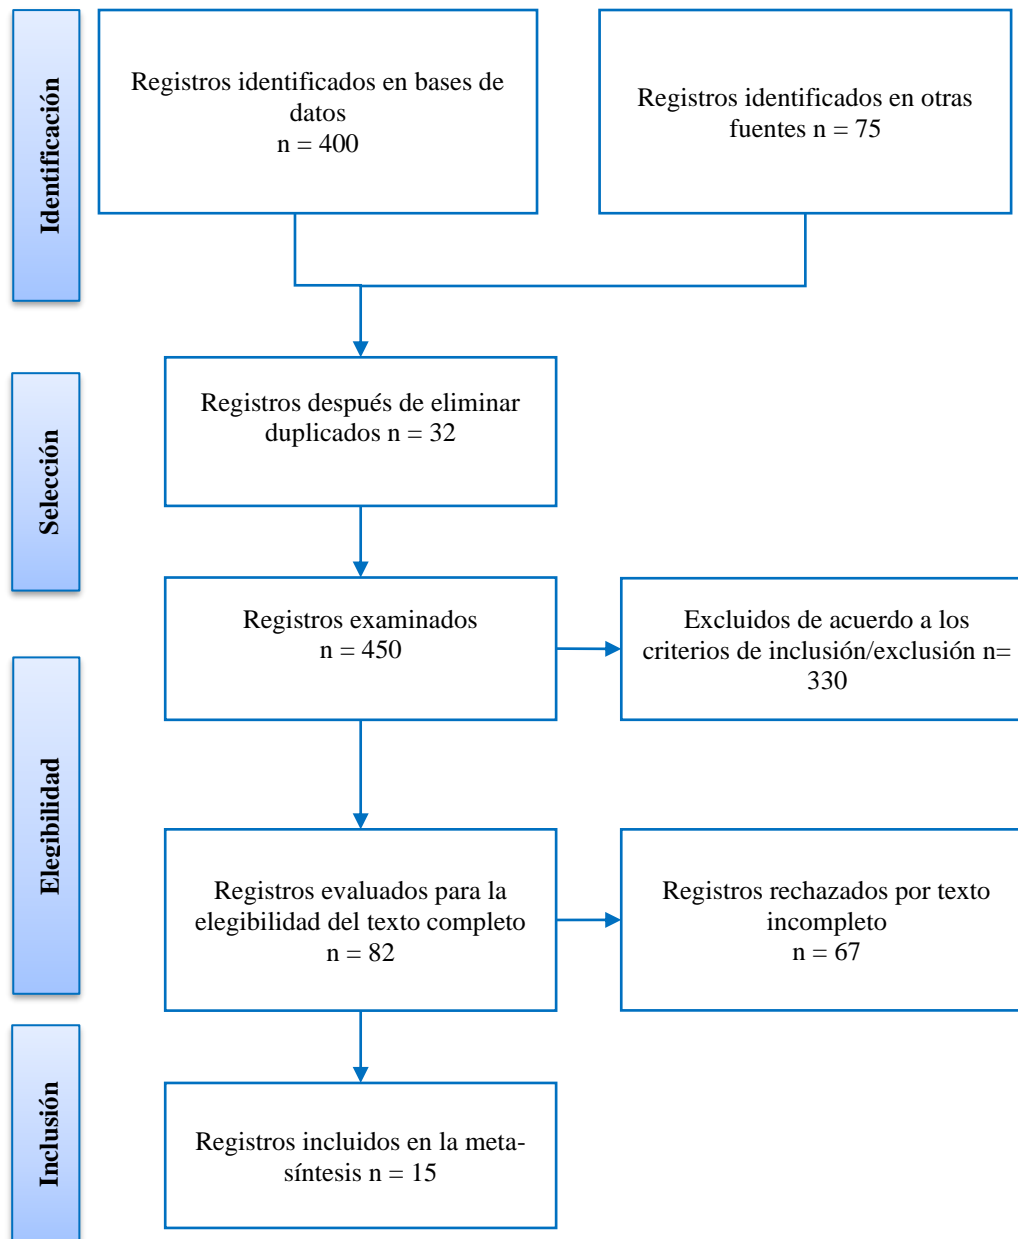 Identificación
Registros identificados en bases de
datos
n = 400
Registros identificados en otras
fuentes n = 75
Selección
Registros después de eliminar
duplicados n = 32
Registros examinados
n = 450
Excluidos de acuerdo a los
criterios de inclusión/exclusión n=
330
Elegibilidad
Registros evaluados para la
elegibilidad del texto completo
n = 82
Registros rechazados por texto
incompleto
n = 67
Inclusión
Registros incluidos en la meta-
síntesis n = 15